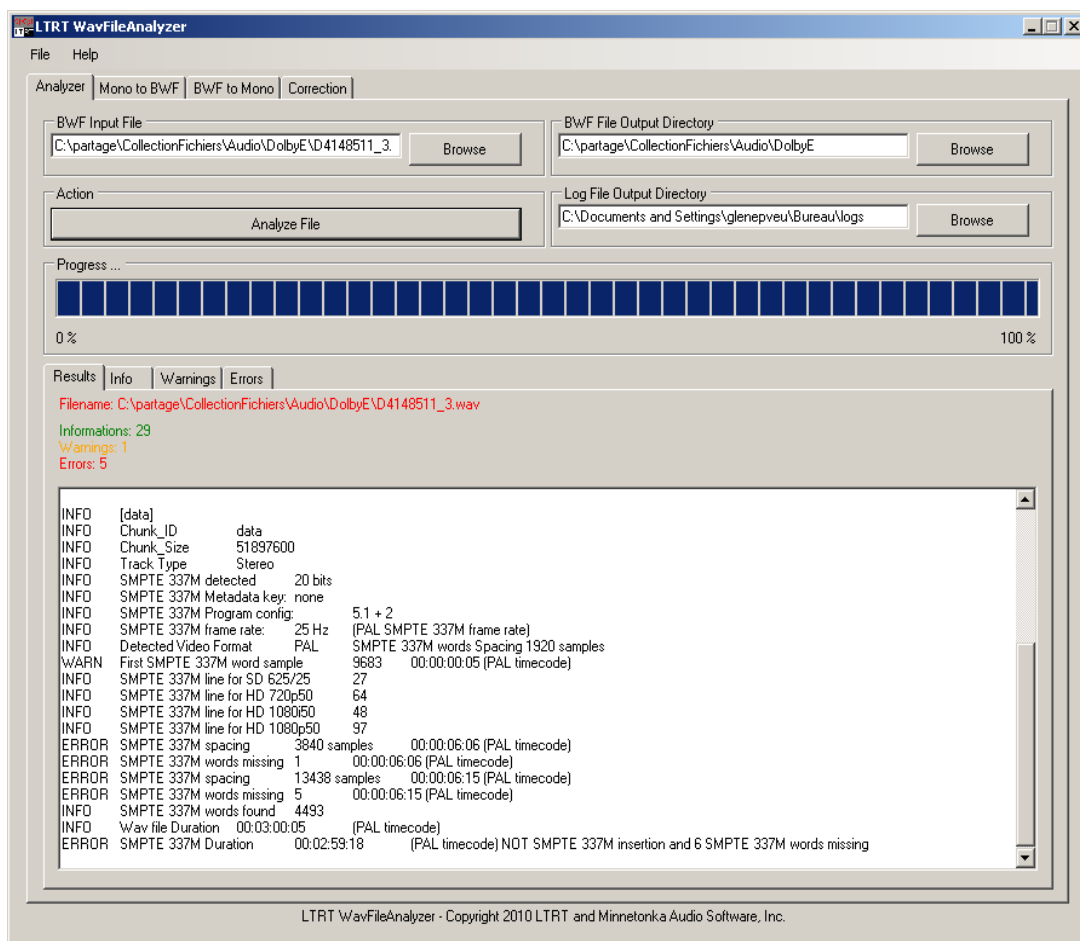 LTRT WavFileAnalyzer
File Help
Analyzer Mono to BWF BWF to Mono Correction
BWF Input File
C:\partage\CollectionFichiers\Audio\DolbyE\D4148511_3.
Browse
BWF File Output Directory
C:\partage\CollectionFichiers\Audio\DolbyE
Browse
Action
Analyze File
Log File Output Directory
C:\Documents and Settings\glenepveu\Bureau\logs
Browse
Progress ...
0 % 100 %
Results Info Warnings Errors
Filename: C:\partage\CollectionFichiers\Audio\DolbyE\D4148511_3.wav
Informations: 29
Warnings: 1
Errors: 5
INFO [data]
INFO Chunk_ID data
INFO Chunk_Size 51897600
INFO Track Type Stereo
INFO SMPTE 337M detected 20 bits
INFO SMPTE 337M Metadata key: none
INFO SMPTE 337M Program config: 5.1 + 2
INFO SMPTE 337M frame rate: 25 Hz (PAL SMPTE 337M frame rate)
INFO Detected Video Format PAL SMPTE 337M words Spacing 1920 samples
WARN First SMPTE 337M word sample 9683 00:00:00:05 (PAL timecode)
INFO SMPTE 337M line for SD 625/25 27
INFO SMPTE 337M line for HD 720p50 64
INFO SMPTE 337M line for HD 1080i50 48
INFO SMPTE 337M line for HD 1080p50 97
ERROR SMPTE 337M spacing 3840 samples 00:00:06:06 (PAL timecode)
ERROR SMPTE 337M words missing 1 00:00:06:06 (PAL timecode)
ERROR SMPTE 337M spacing 13438 samples 00:00:06:15 (PAL timecode)
ERROR SMPTE 337M words missing 5 00:00:06:15 (PAL timecode)
INFO SMPTE 337M words found 4493
INFO Wav file Duration 00:03:00:05 (PAL timecode)
ERROR SMPTE 337M Duration 00:02:59:18 (PAL timecode) NOT SMPTE 337M insertion and 6 SMPTE 337M words missing
LTRT WavFileAnalyzer - Copyright 2010 LTRT and Minnetonka Audio Software, Inc.